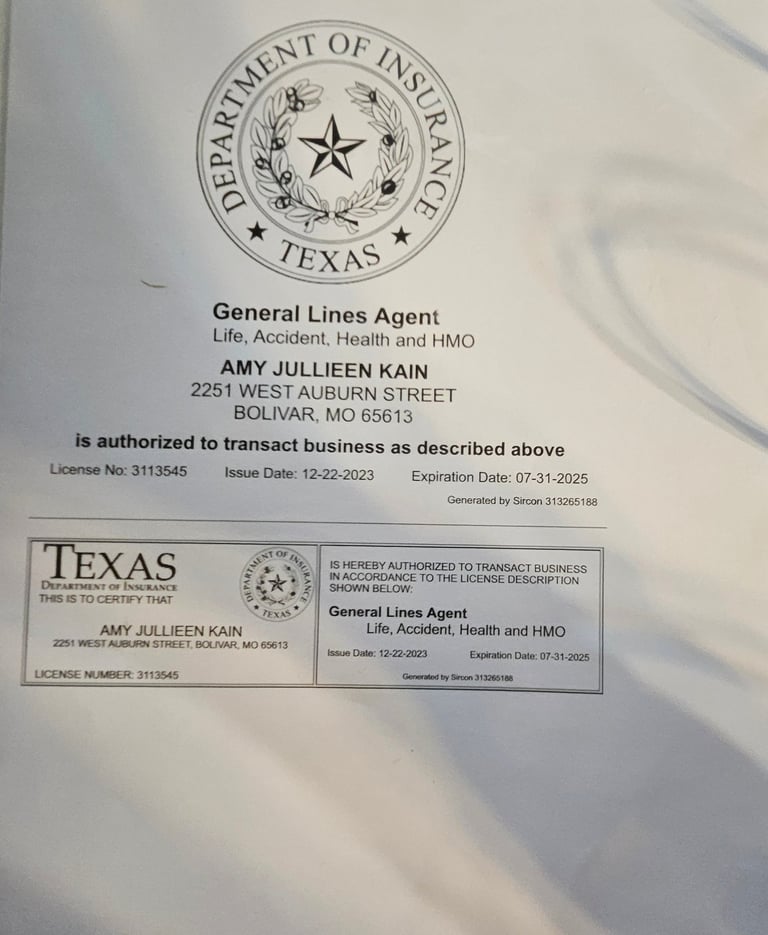 DEPARTMENT OF INSURANCE
TEXAS
General Lines Agent
Life, Accident, Health and HMO
AMY JULLIEEN KAIN
2251 WEST AUBURN STREET
BOLIVAR, MO 65613
is authorized to transact business as described above
License No: 3113545 Issue Date: 12-22-2023 Expiration Date: 07-31-2025
Generated by Sircon 313265188
TEXAS
DEPARTMENT OF INSURANCE
THIS IS TO CERTIFY THAT
DEPARTMENT OF INSURANCE
TEXAS
AMY JULLIEEN KAIN
2251 WEST AUBURN STREET, BOLIVAR, MO 65613
LICENSE NUMBER: 3113545
IS HEREBY AUTHORIZED TO TRANSACT BUSINESS
IN ACCORDANCE TO THE LICENSE DESCRIPTION
SHOWN BELOW:
General Lines Agent
Life, Accident, Health and HMO
Issue Date: 12-22-2023 Expiration Date: 07-31-2025
Generated by Sircon 313265188